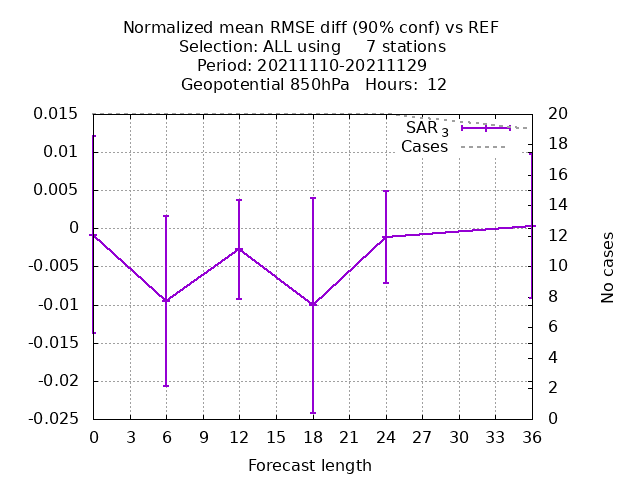 Normalized mean RMSE diff (90% conf) vs REF
Selection: ALL using     7 stations
Period: 20211110-20211129
Geopotential 850hPa   Hours:  12
0.015
0.01
0.005
0
-0.005
-0.01
-0.015
-0.02
-0.025
SAR 3
Cases
20
18
16
14
12
10
8
6
4
2
0
No cases
0 3 6 9 12 15 18 21 24 27 30 33 36
Forecast length